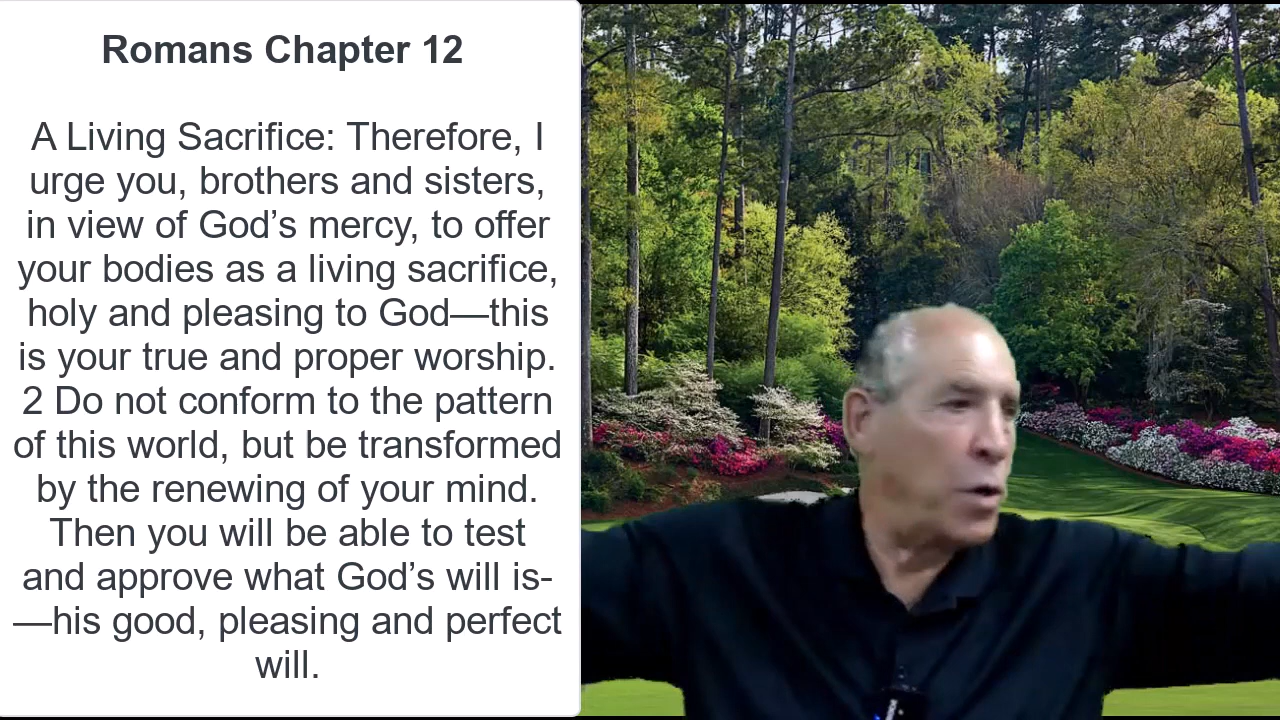 Romans Chapter 12
A Living Sacrifice: Therefore, I
urge you, brothers and sisters,
in view of God’s mercy, to offer
your bodies as a living sacrifice,
holy and pleasing to God—this
is your true and proper worship.
2 Do not conform to the pattern
of this world, but be transformed
by the renewing of your mind.
Then you will be able to test
and approve what God’s will is-
—his good, pleasing and perfect
will.